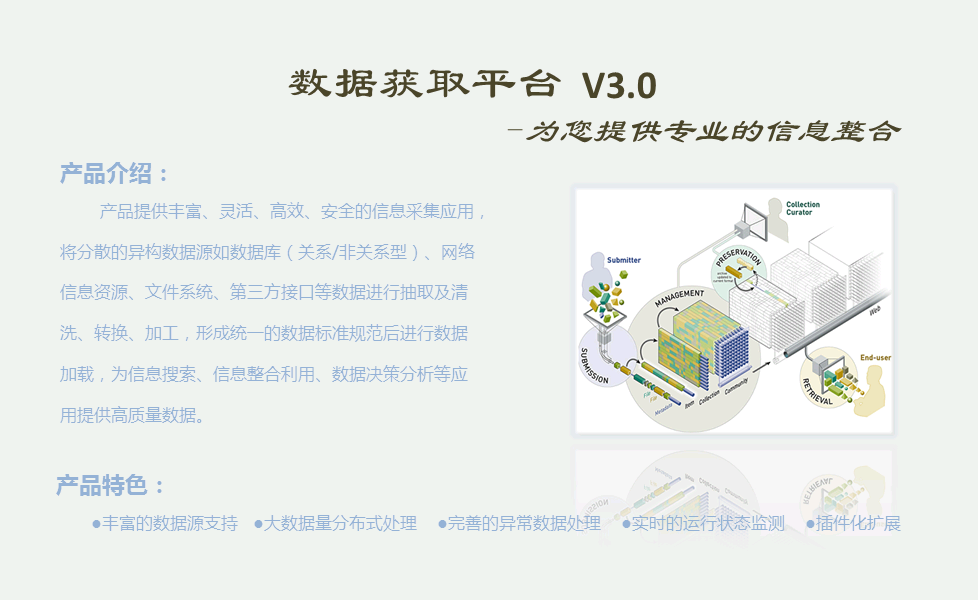 数据获取平台 V3.0
-为您提供专业的信息整合
产品介绍：
产品提供丰富、灵活、高效、安全的信息采集应用，
将分散的异构数据源如数据库（关系/非关系型）、网络
信息资源、文件系统、第三方接口等数据进行抽取及清
洗、转换、加工，形成统一的数据标准规范后进行数据
加载，为信息搜索、信息整合利用、数据决策分析等应
用提供高质量数据。
Collection
Curator
Submitter
PRESERVATION
MANAGEMENT
Web
SUBMISSION
End-user
RETRIEVAL
File
File
Metadata
Item
Collection
Community
产品特色：
●丰富的数据源支持 ●大数据量分布式处理 ●完善的异常数据处理 ●实时的运行状态监测 ●插件化扩展